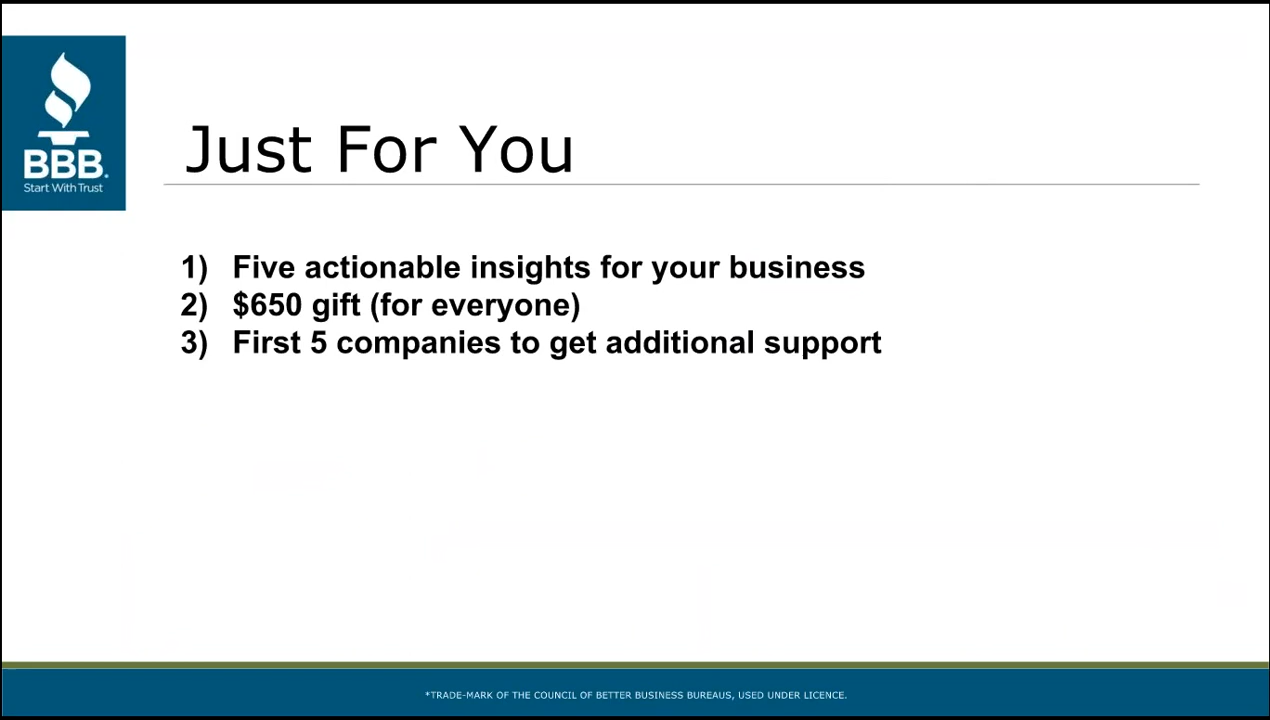 BBB.
Start With Trust
Just For You
1) Five actionable insights for your business
2) $650 gift (for everyone)
3) First 5 companies to get additional support
*TRADE-MARK OF THE COUNCIL OF BETTER BUSINESS BUREAUS, USED UNDER LICENCE.